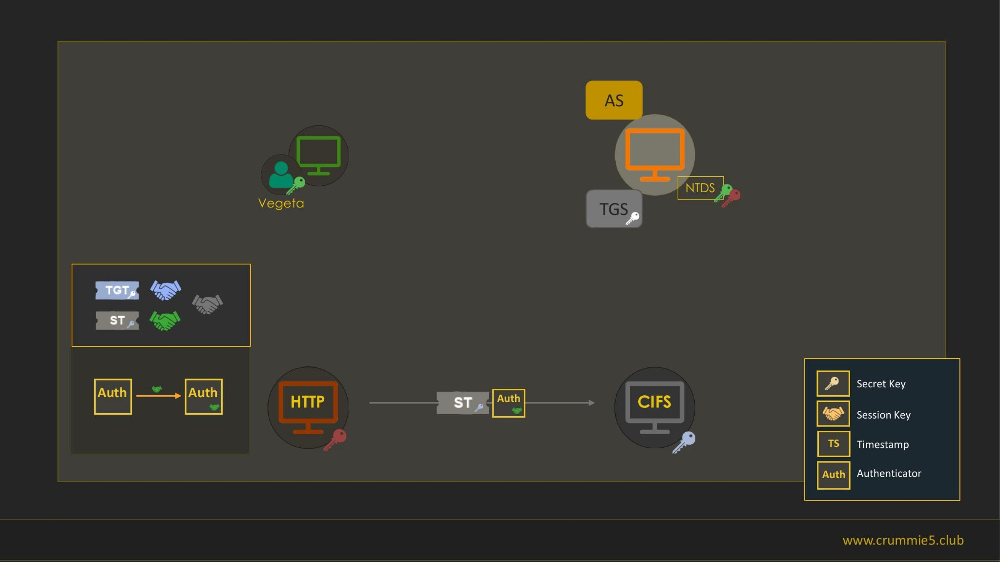 AS
NTDS
TGS
Vegeta
TGT
ST
Auth
Auth
HTTP
ST
Auth
CIFS
Secret Key
Session Key
TS
Timestamp
Auth
Authenticator
www.crummie5.club